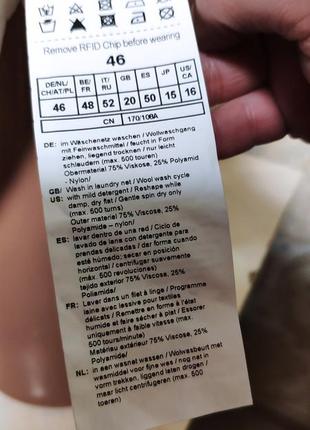 Remove RFID Chip before wearing
46
DE/NL/ CH/AT/PL BE/ FR IT/ RU GB ES JP US/ CA
46 48 52 20 50 15 16
CN 170/108A
DE: im Wäschenetz waschen / Wollwaschgang
mit Feinwaschmittel / feucht in Form
ziehen, liegend trocknen / nur leicht
schleudern (max. 500 touren)
Obermaterial 75% Viskose, 25% Polyamid
- Nylon/
GB/ Wash in laundry net / Wool wash cycle
US: with mild detergent / Reshape while
damp, dry flat / Gentle spin dry only
(max. 500 turns)
Outer material 75% Viscose, 25%
Polyamide – nylon/
ES: lavar dentro de una red / Ciclo de
lavado de lana con detergente para
prendas delicadas / dar forma cuando
esté húmedo; secar en posición
horizontal / centrifugar suavemente
(max. 500 revoluciones)
tejido exterior 75% Viscosa, 25%
Poliamida/
FR: Laver dans un filet à linge / Programme
laine avec lessive pour textiles
délicats / Remettre en forme à l'état
humide et faire sécher à plat / Essorer
uniquement à faible vitesse (max. 500
tours/minute)
Matériau extérieur 75% Viscose, 25%
Polyamide/
NL: in een wasnet wassen / Wolwasbeurt met
wasmiddel voor fijne was / nog nat in
vorm trekken, liggend laten drogen /
maar licht centrifugeren (max. 500
toeren)